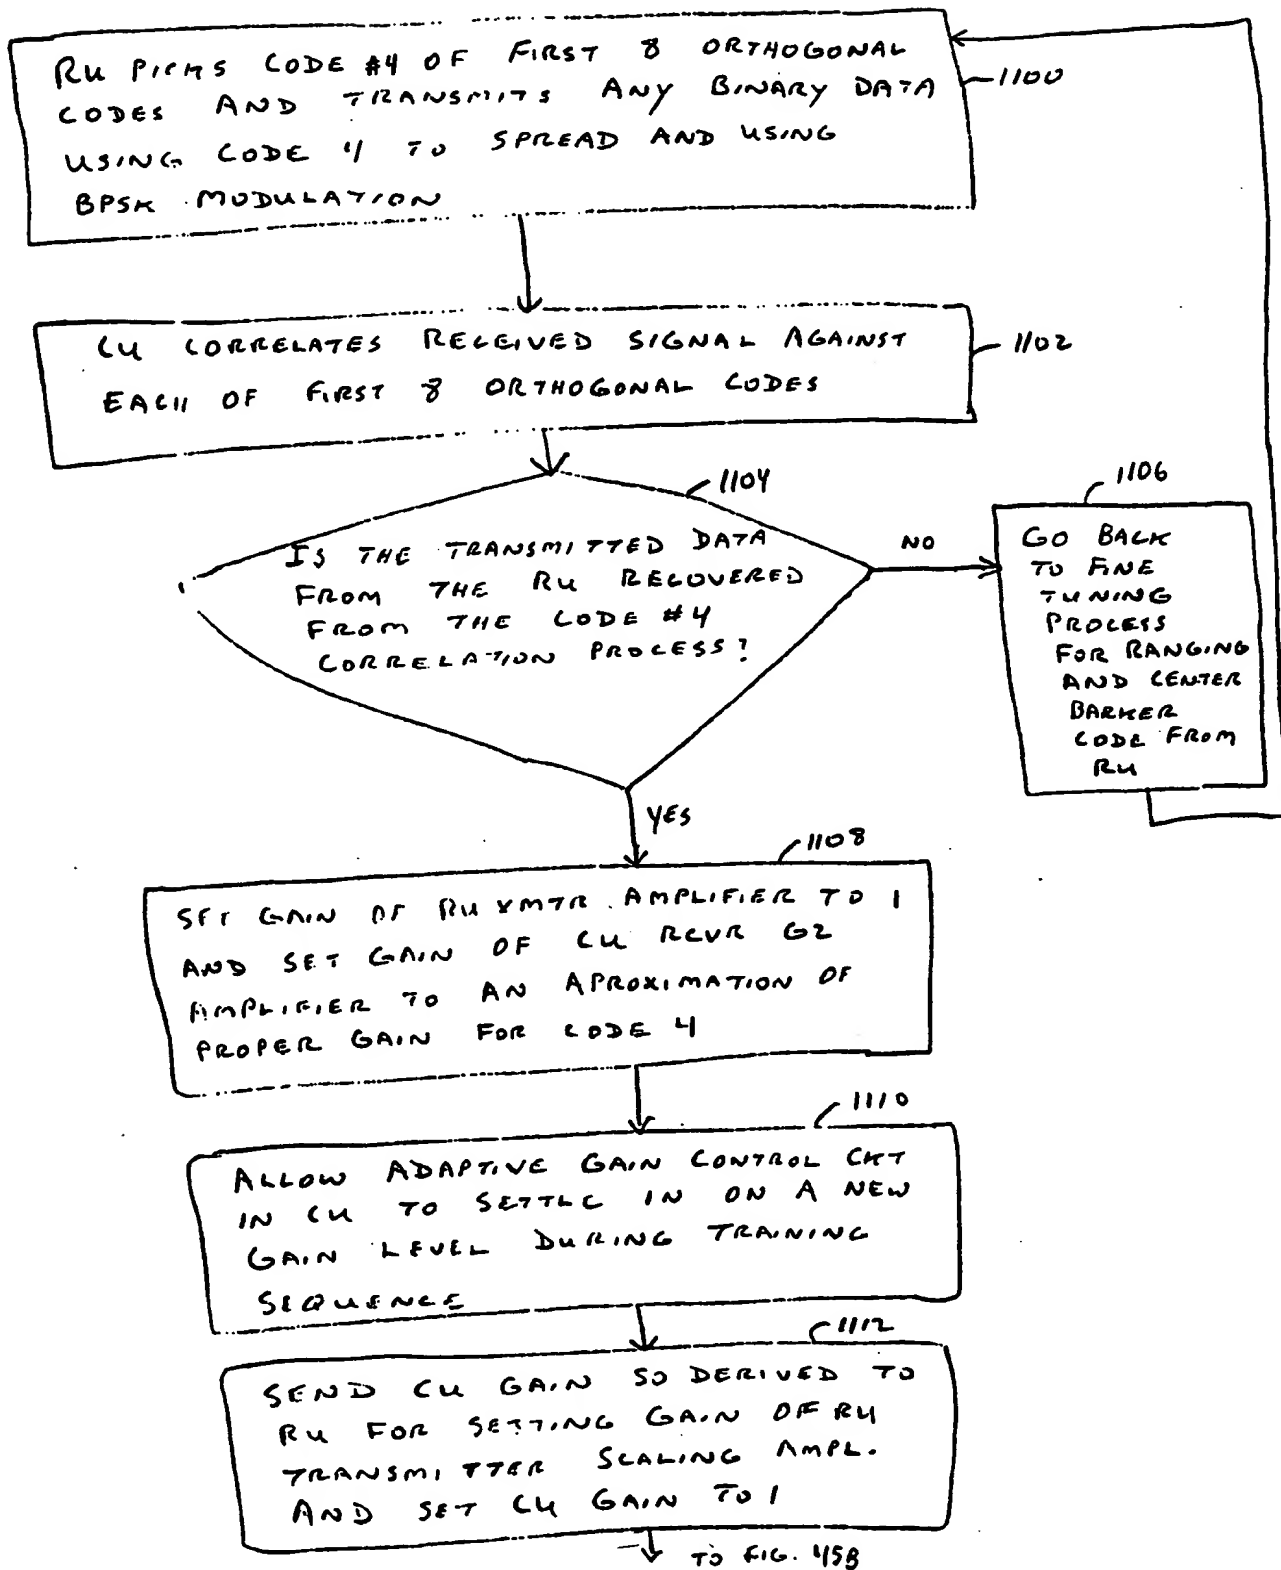 RU PICKS CODE #4 OF FIRST 8 ORTHOGONAL
CODES AND TRANSMITS ANY BINARY DATA
USING CODE 4 TO SPREAD AND USING
BPSK MODULATION
1100
CU CORRELATES RECEIVED SIGNAL AGAINST
EACH OF FIRST 8 ORTHOGONAL CODES
1102
1104
IS THE TRANSMITTED DATA
FROM THE RU RECOVERED
FROM THE CODE #4
CORRELATION PROCESS?
NO
1106
GO BACK
TO FINE
TUNING
PROCESS
FOR RANGING
AND CENTER
BARKER
CODE FROM
RU
YES
1108
SET GAIN OF RU XMTR AMPLIFIER TO 1
AND SET GAIN OF CU RCVR G2
AMPLIFIER TO AN APROXIMATION OF
PROPER GAIN FOR CODE 4
1110
ALLOW ADAPTIVE GAIN CONTROL CKT
IN CU TO SETTLE IN ON A NEW
GAIN LEVEL DURING TRAINING
SEQUENCE
1112
SEND CU GAIN SO DERIVED TO
RU FOR SETTING GAIN OF RU
TRANSMITTER SCALING AMPL.
AND SET CU GAIN TO 1
TO FIG. 45B